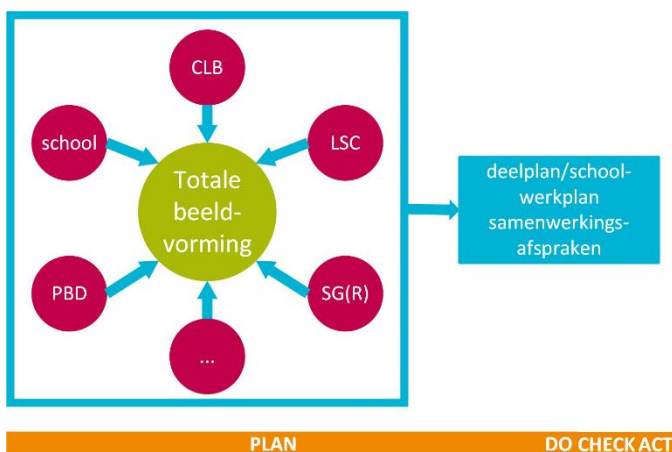 CLB
school
LSC
Totale
beeld-
vorming
PBD
SG(R)
...
deelplan/school-
werkplan
samenwerkings-
afspraken
PLAN
DO CHECK ACT